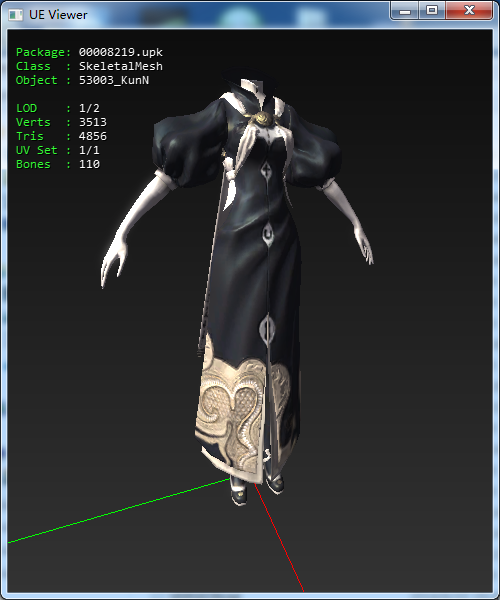 UE Viewer
Package: 00008219.upk
Class : SkeletalMesh
Object : 53003_KunN
LOD : 1/2
Verts : 3513
Tris : 4856
UV Set : 1/1
Bones : 110